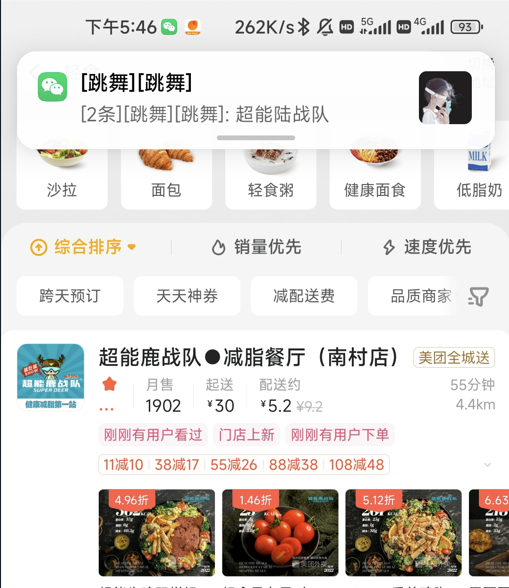 下午5:46
262K/s
HD
5G
HD
4G
93
[跳舞][跳舞]
[2条][跳舞][跳舞]: 超能陆战队
沙拉
面包
轻食粥
健康面食
低脂奶
MILK
综合排序
销量优先
速度优先
跨天预订
天天神券
减配送费
品质商家
超能鹿战队●减脂餐厅（南村店）
美团全城送
超能鹿战队
SUPER DEER
健康减脂第一站
月售
起送
配送约
55分钟
1902
¥30
¥5.2
¥9.2
4.4km
刚刚有用户看过
门店上新
刚刚有用户下单
11减10
38减17
55减26
88减38
108减48
4.96折
1.46折
5.12折
6.63